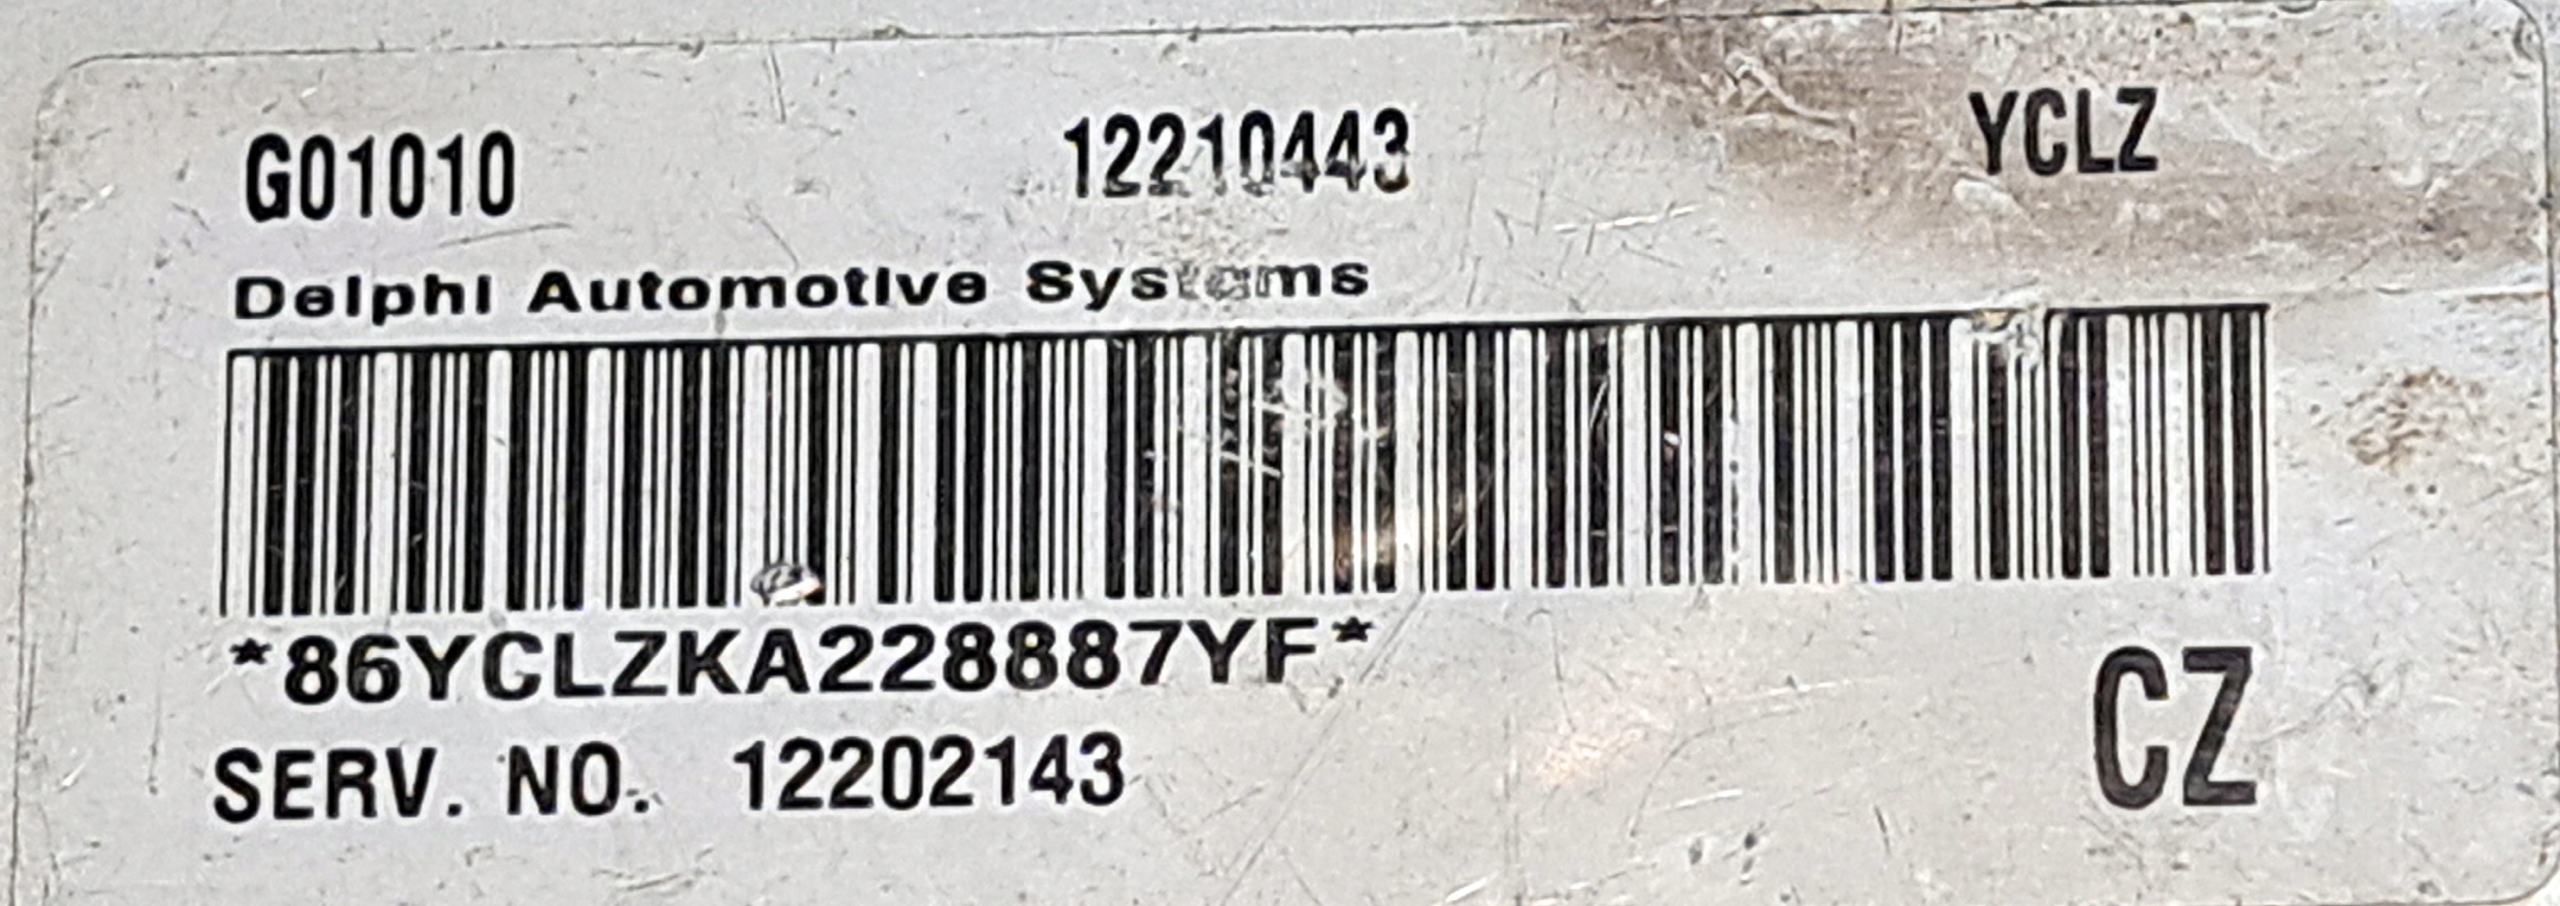 G01010 12210443 YCLZ
Delphi Automotive Systems
*86YCLZKA228887YF*
SERV. NO. 12202143 CZ